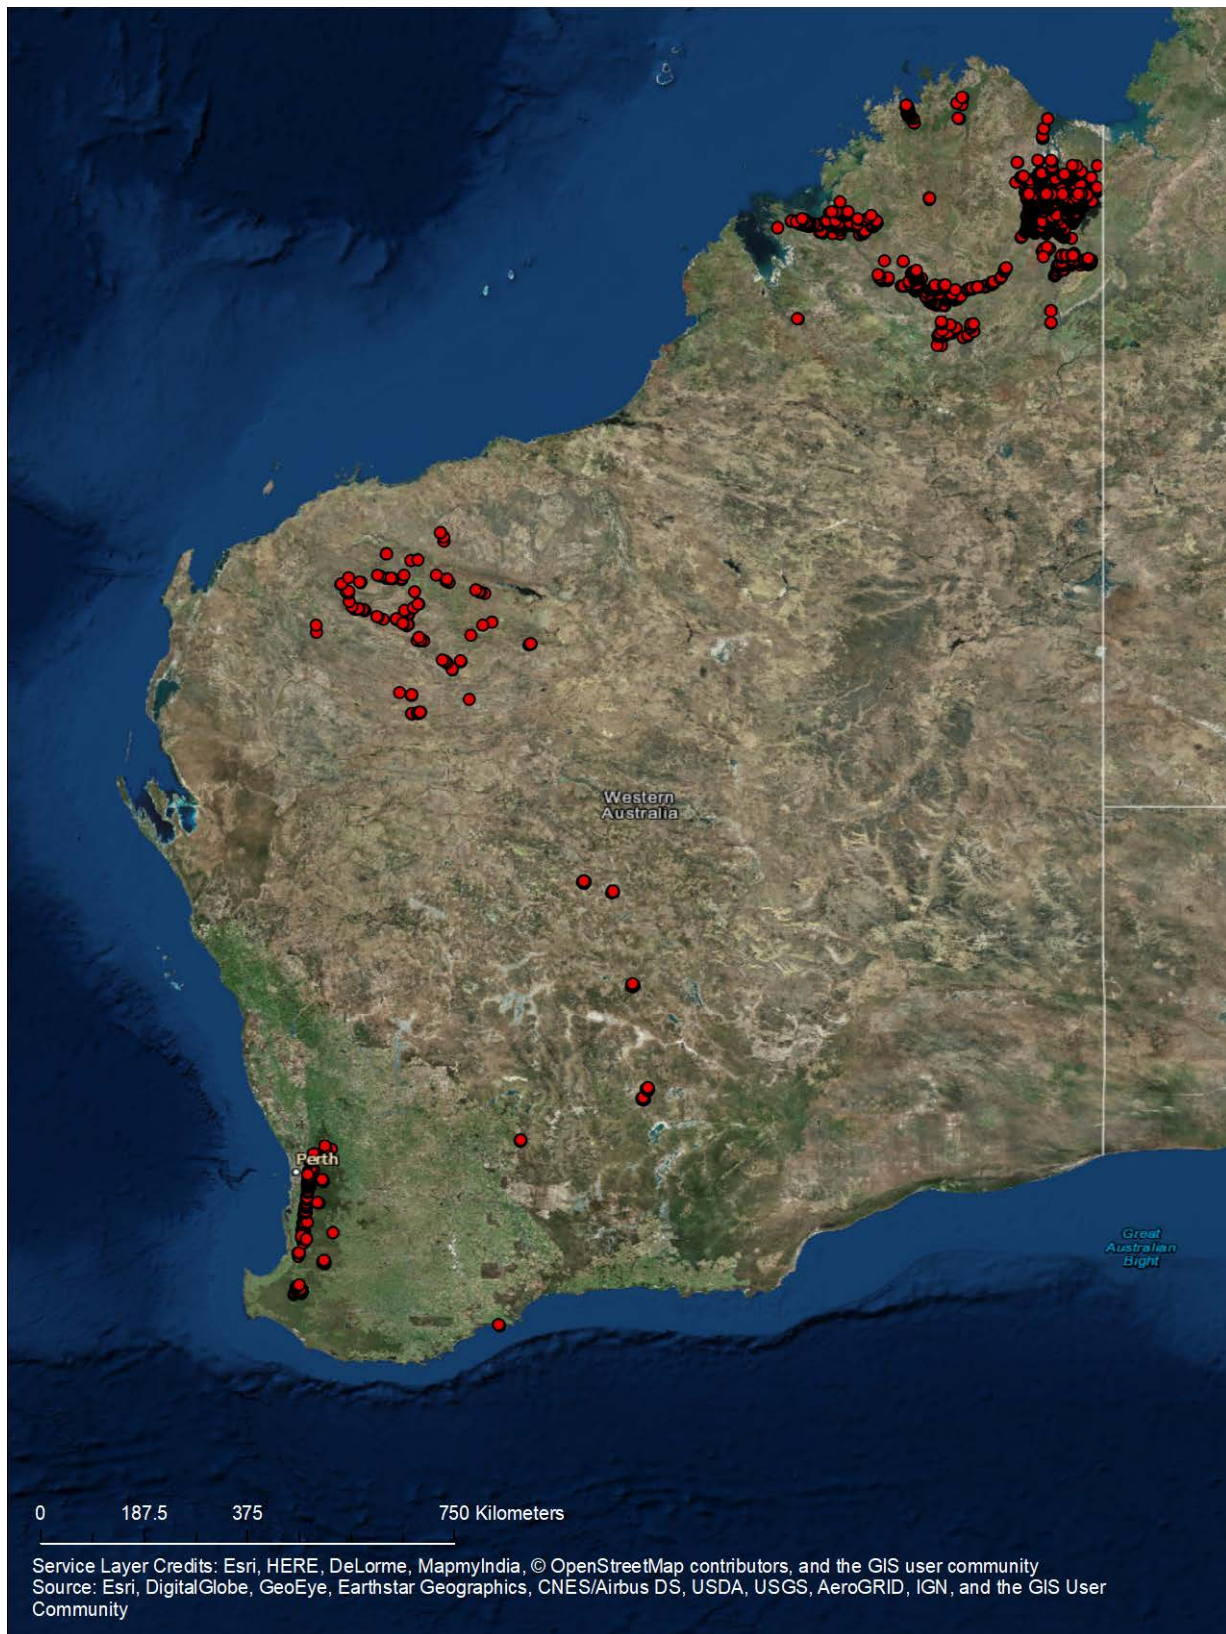 Western
Australia
Perth
Great
Australian
Bight
0 187.5 375 750 Kilometers
Service Layer Credits: Esri, HERE, DeLorme, MapmyIndia, © OpenStreetMap contributors, and the GIS user community
Source: Esri, DigitalGlobe, GeoEye, Earthstar Geographics, CNES/Airbus DS, USDA, USGS, AeroGRID, IGN, and the GIS User
Community